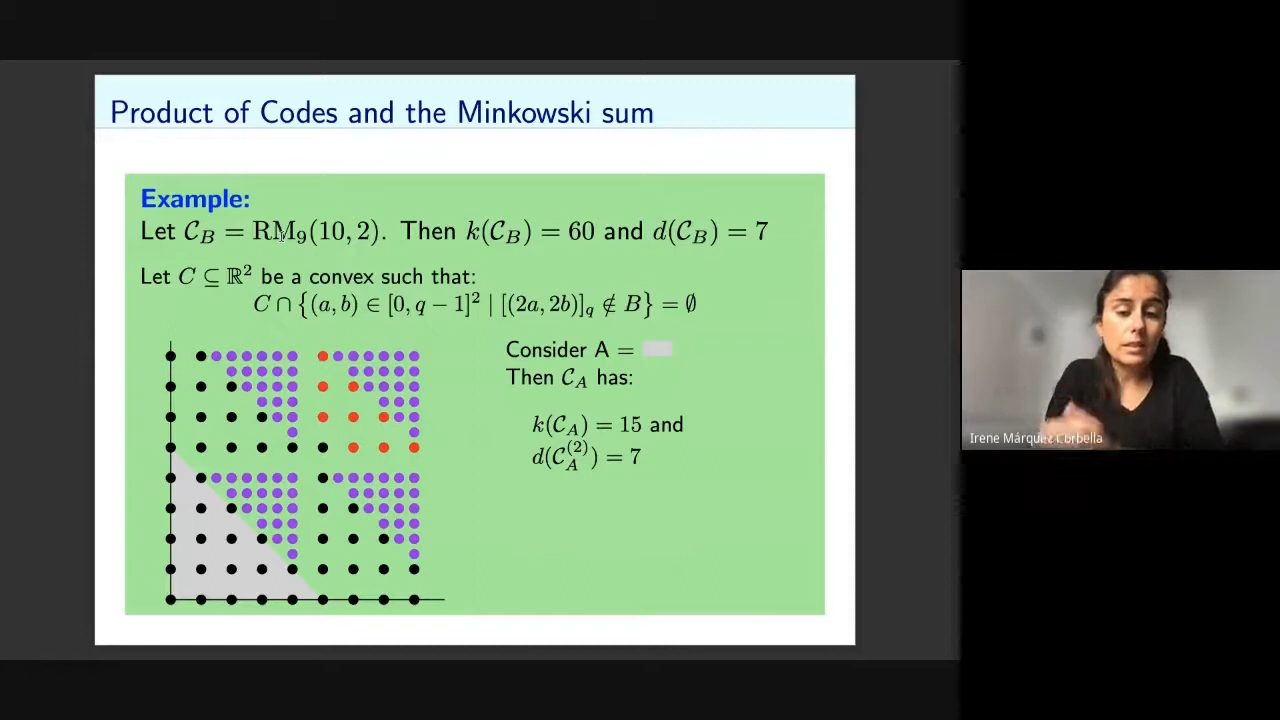 Product of Codes and the Minkowski sum
Example:
Let 𝒞_B = RM₉(10, 2). Then k(𝒞_B) = 60 and d(𝒞_B) = 7
Let C ⊆ ℝ² be a convex such that:
C ∩ {(a, b) ∈ [0, q − 1]² | [(2a, 2b)]_q ∉ B} = ∅
Consider A =
Then 𝒞_A has:
k(𝒞_A) = 15 and
d(𝒞_A^(2)) = 7
Irene Márquez Corbella